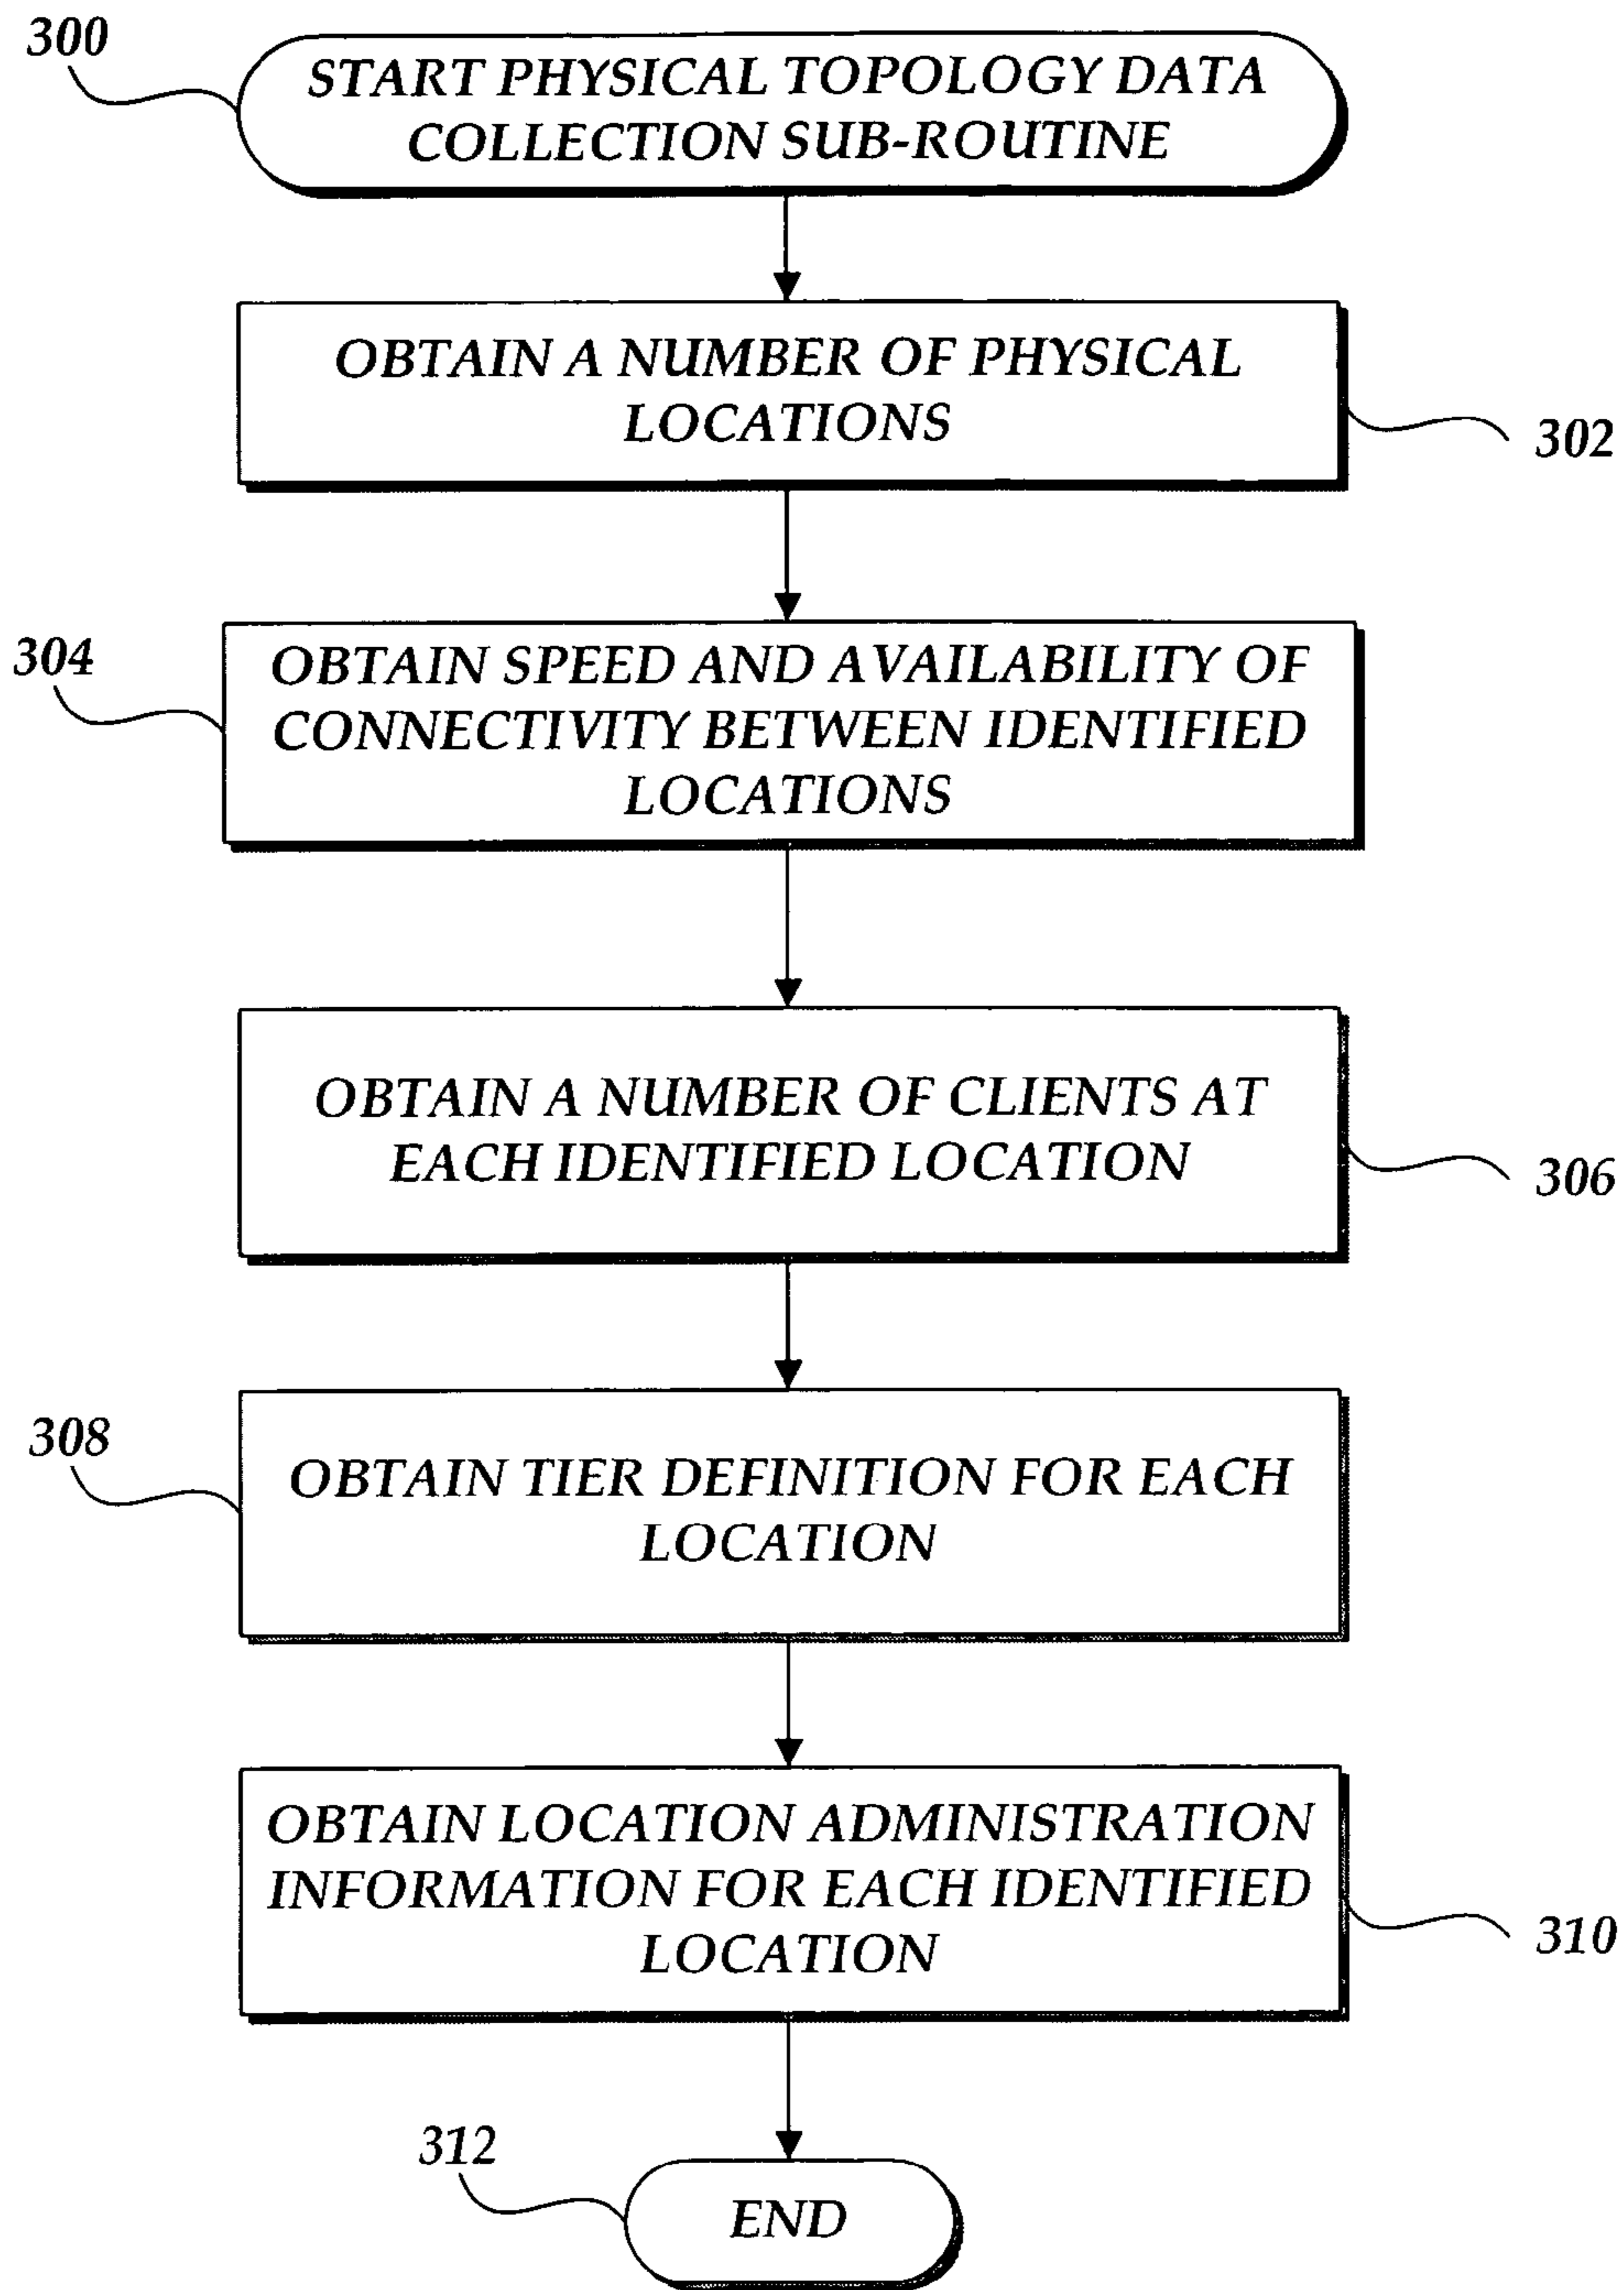 300
START PHYSICAL TOPOLOGY DATA
COLLECTION SUB-ROUTINE
OBTAIN A NUMBER OF PHYSICAL
LOCATIONS
302
304
OBTAIN SPEED AND AVAILABILITY OF
CONNECTIVITY BETWEEN IDENTIFIED
LOCATIONS
OBTAIN A NUMBER OF CLIENTS AT
EACH IDENTIFIED LOCATION
306
308
OBTAIN TIER DEFINITION FOR EACH
LOCATION
OBTAIN LOCATION ADMINISTRATION
INFORMATION FOR EACH IDENTIFIED
LOCATION
310
312
END